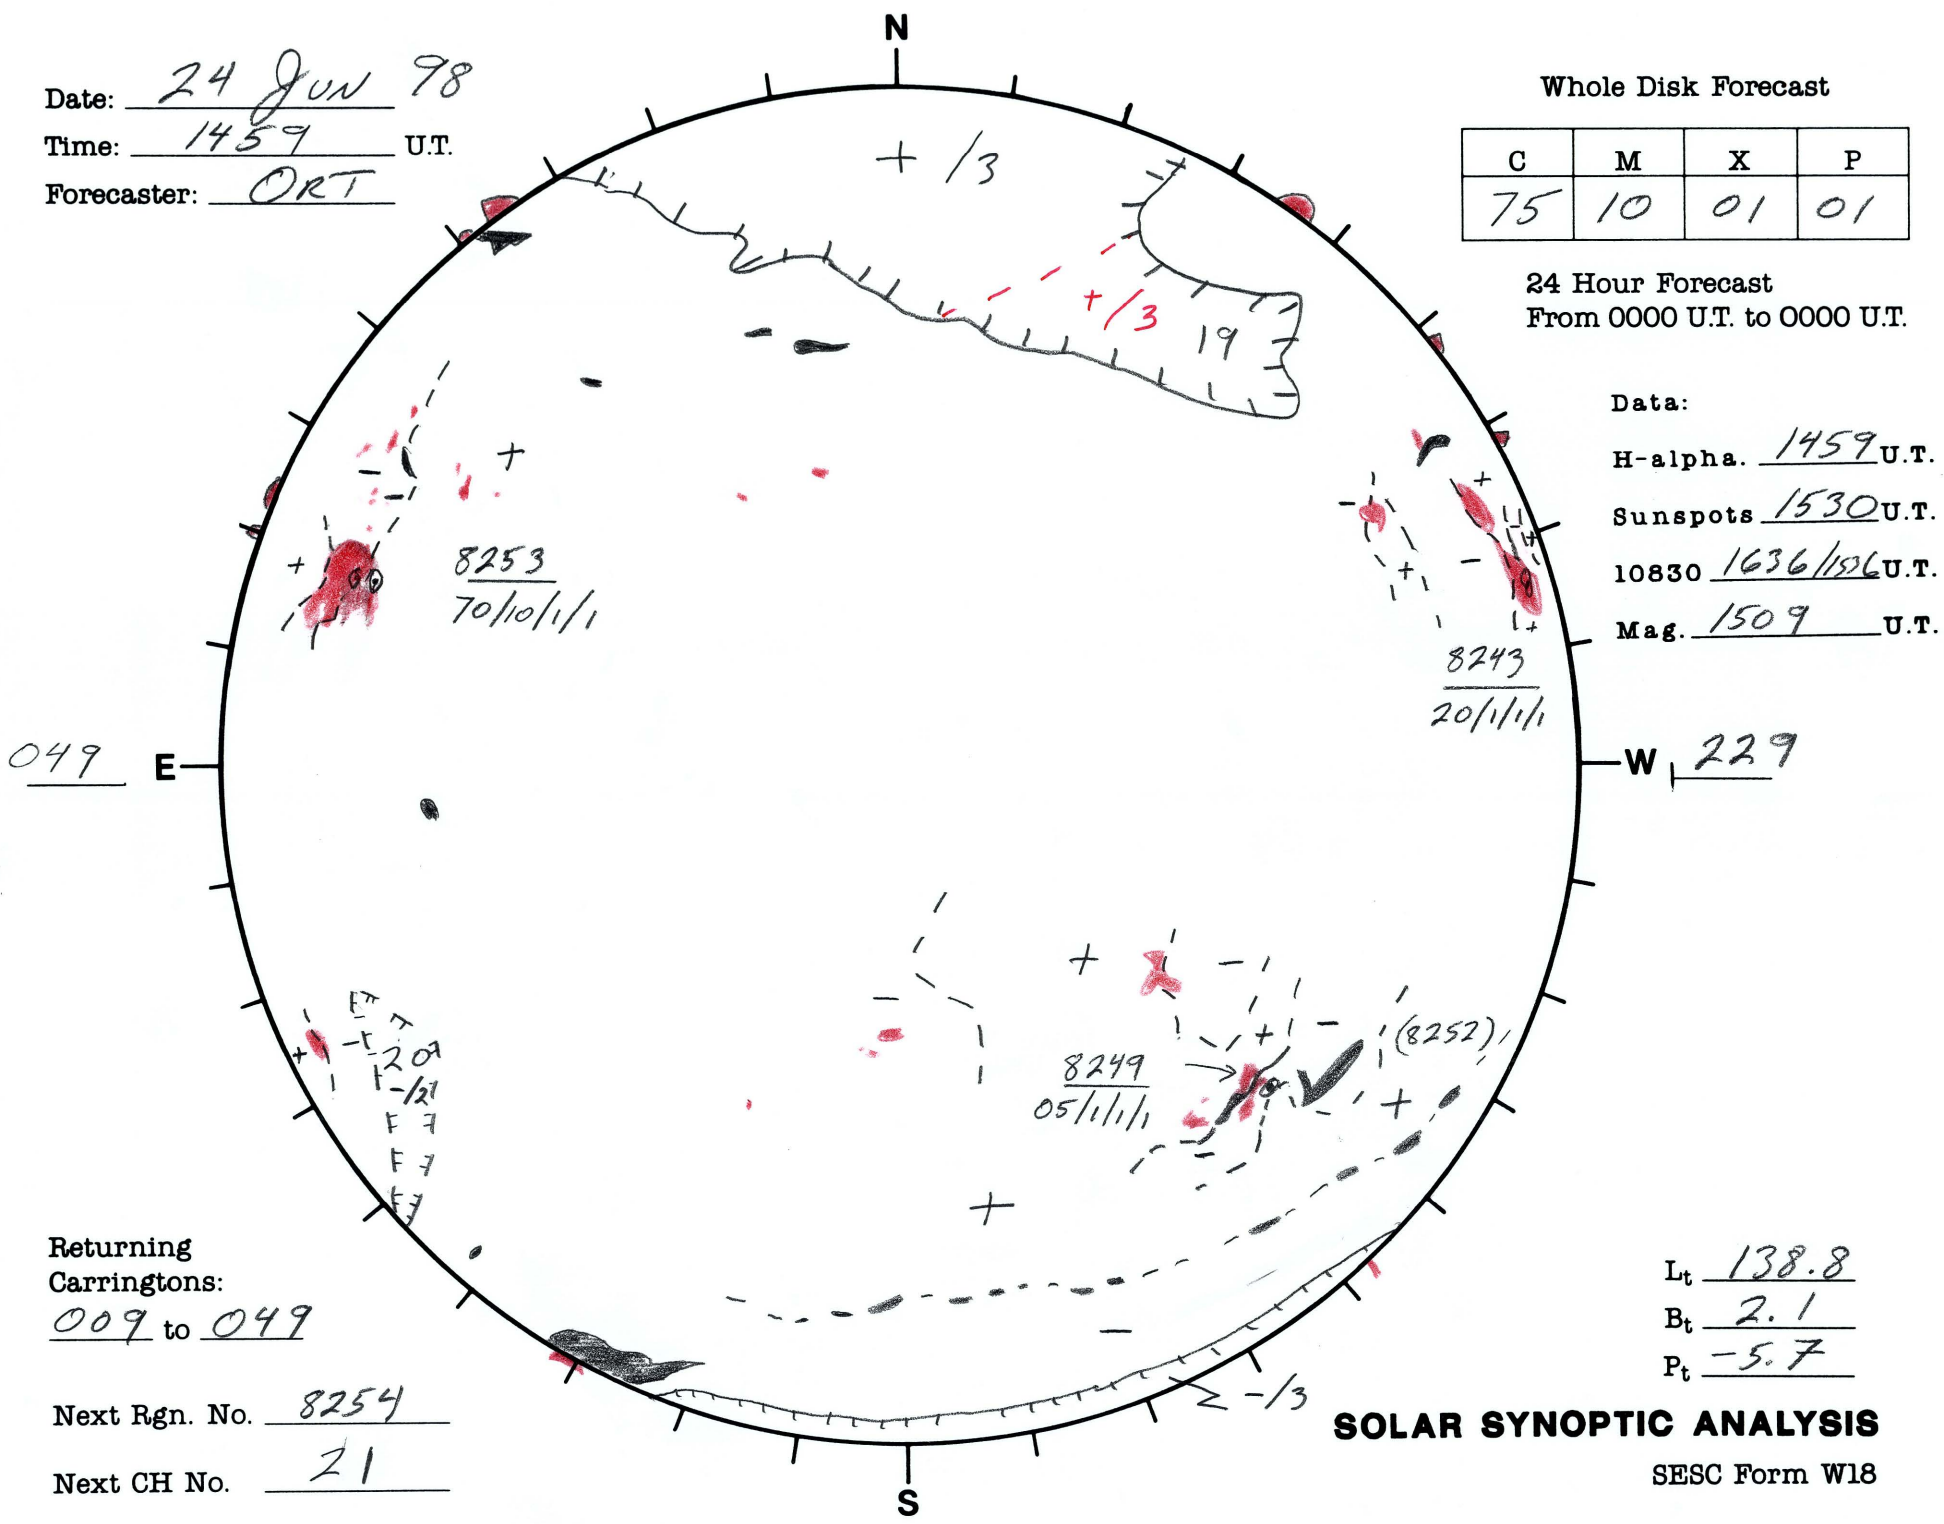 N
Date: 24 Jun 98
Time: 1459 U.T.
Forecaster: ORT
Whole Disk Forecast
C M X P
75 10 01 01
24 Hour Forecast
From 0000 U.T. to 0000 U.T.
Data:
H-alpha. 1459 U.T.
Sunspots 1530 U.T.
10830 1636/1536 U.T.
Mag. 1509 U.T.
+ /3
+/3
19
8253
70/10/1/1
8243
20/1/1/1
049 E
W 229
20
-/2
8249
05/1/1/1
(8252)
-/3
Returning
Carringtons:
009 to 049
Next Rgn. No. 8254
Next CH No. 21
Lt 138.8
Bt 2.1
Pt -5.7
SOLAR SYNOPTIC ANALYSIS
SESC Form W18
S